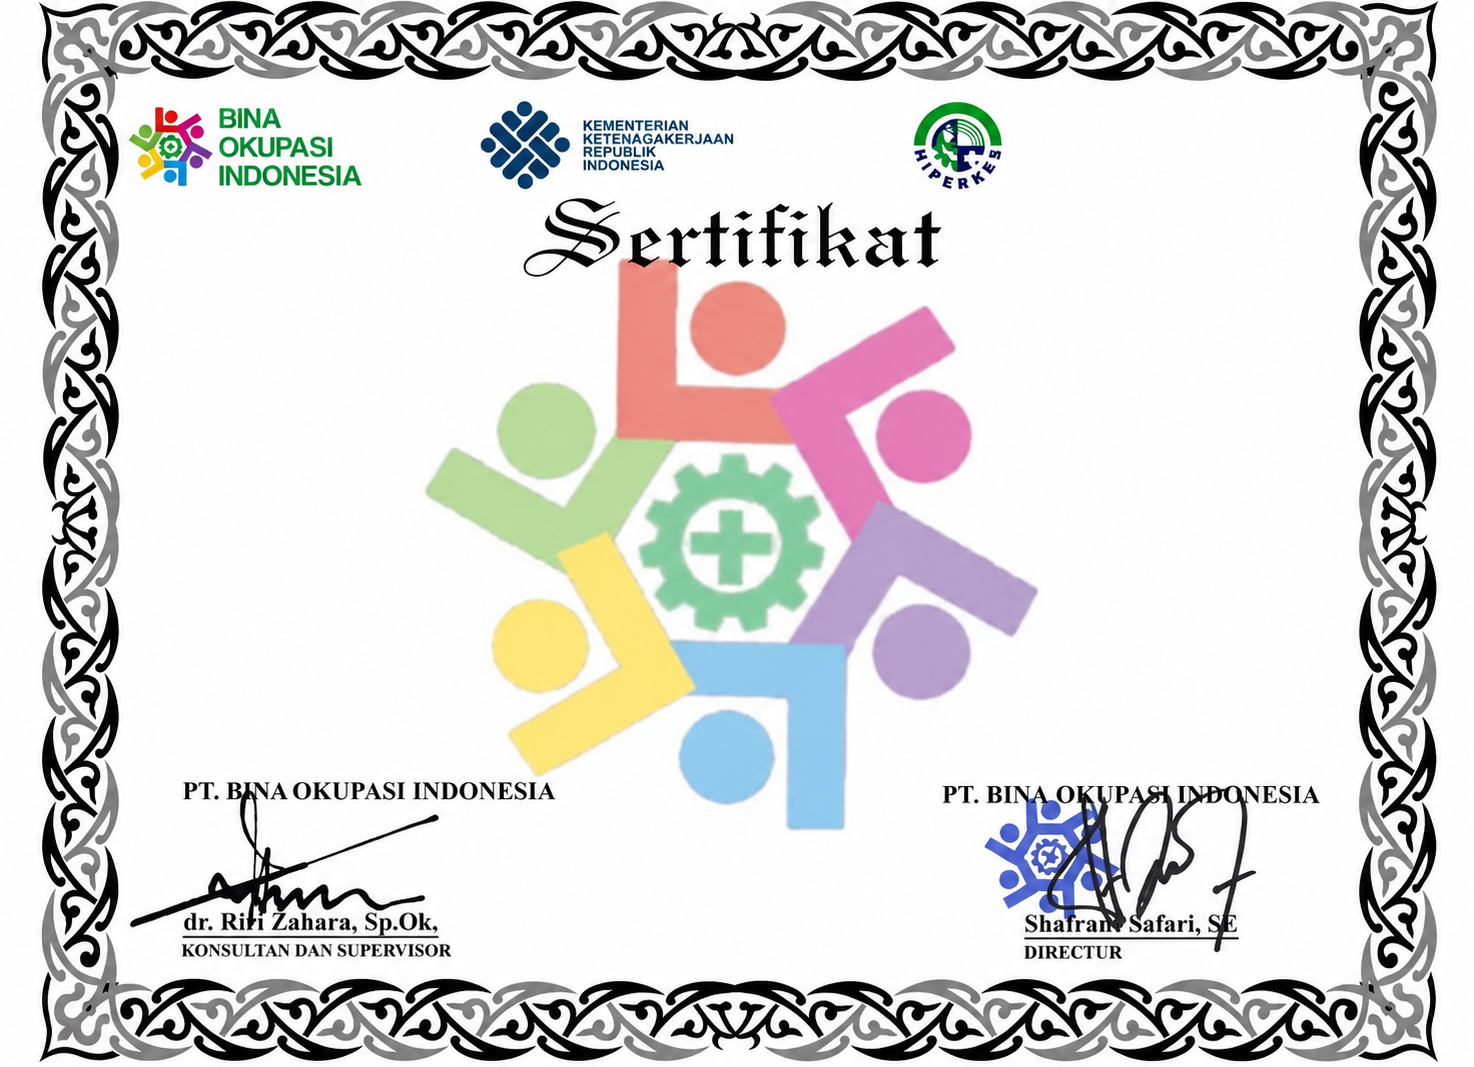 BINA
OKUPASI
INDONESIA
KEMENTERIAN
KETENAGAKERJAAN
REPUBLIK
INDONESIA
HIPERKES
Sertifikat
PT. BINA OKUPASI INDONESIA
dr. Riri Zahara, Sp.Ok,
KONSULTAN DAN SUPERVISOR
PT. BINA OKUPASI INDONESIA
Shafrani Safari, SE
DIRECTUR